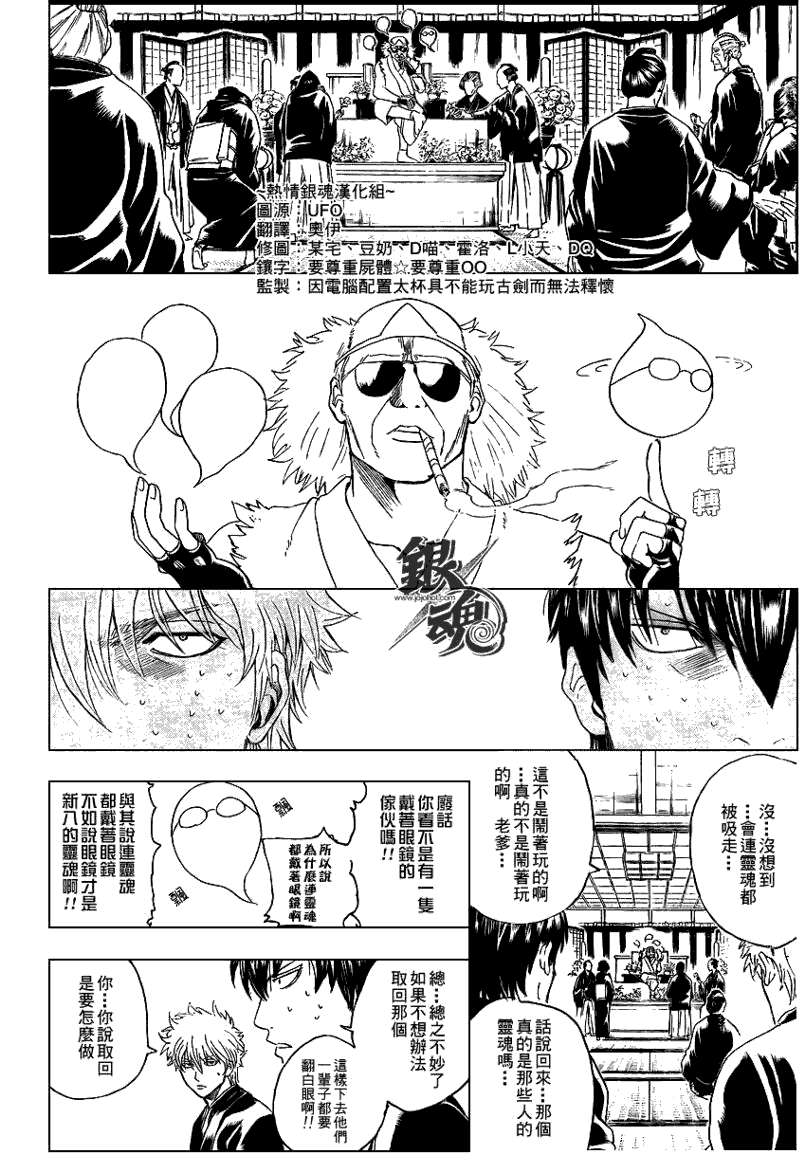 ~熱情銀魂漢化組~
圖源：UFO
翻譯：奧伊
修圖：某宅、豆奶、D喵、霍洛、L小天、DQ
鑲字：要尊重屍體☆要尊重OO
監製：因電腦配置太杯具不能玩古劍而無法釋懷
轉
轉
銀魂
www.jojohot.com
沒…沒想到
…會連靈魂都
被吸走…
這不是鬧著玩的啊
…真的不是鬧著玩
的啊 老爹…
話說回來…那個
真的是那些人的
靈魂嗎…
廢話
你看不是有一隻
戴著眼鏡的
傢伙嗎!!
所以說
為什麼連靈魂
都戴著眼鏡啊
與其說連靈魂
都戴著眼鏡
不如說眼鏡才是
新八的靈魂啊!!
總…總之不妙了
如果不想辦法
取回那個
這樣下去他們
一輩子都要
翻白眼啊!!
你…你說取回
是要怎麼做